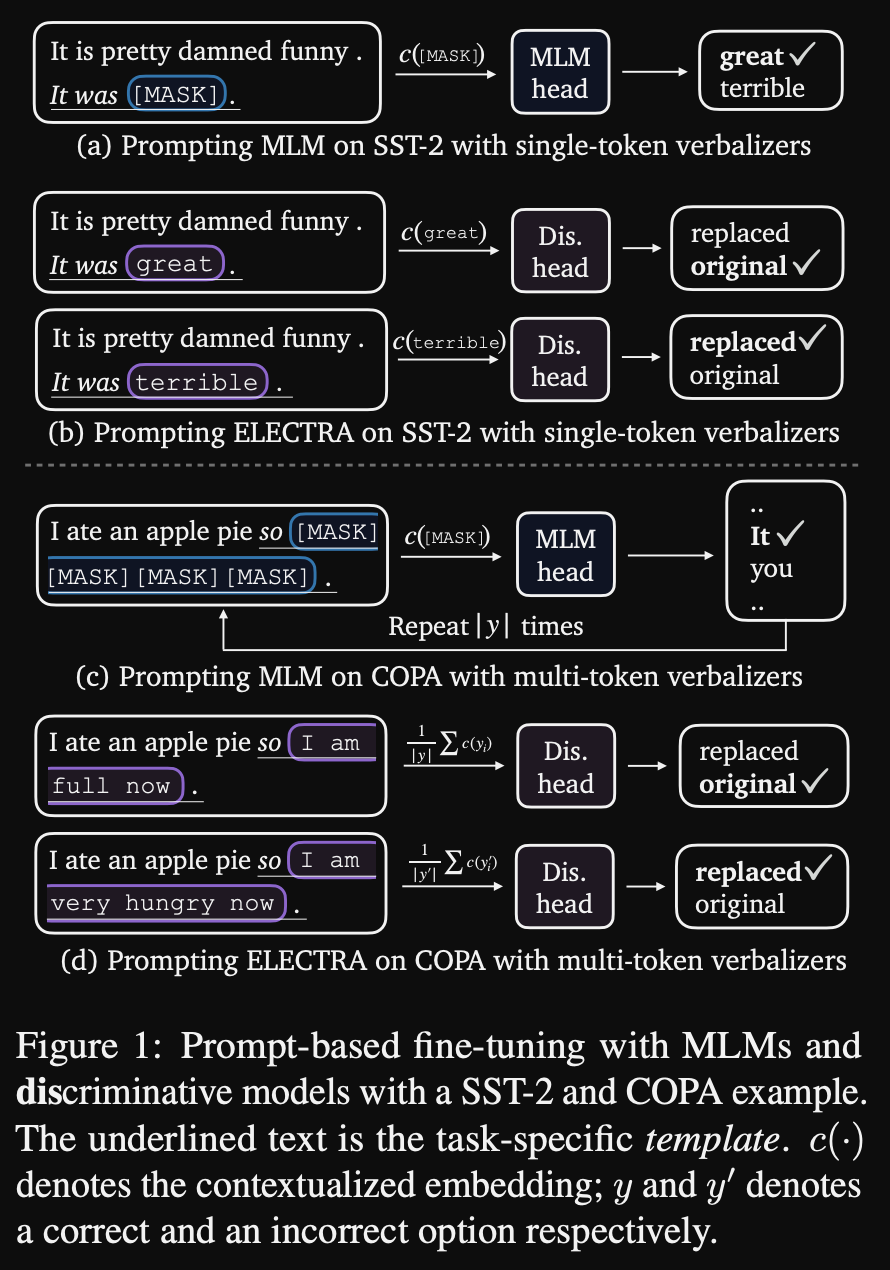 It is pretty damned funny .
It was [MASK] .
c([MASK])
MLM
head
great ✓
terrible
(a) Prompting MLM on SST-2 with single-token verbalizers
It is pretty damned funny .
It was great .
c(great)
Dis.
head
replaced
original ✓
It is pretty damned funny .
It was terrible .
c(terrible)
Dis.
head
replaced ✓
original
(b) Prompting ELECTRA on SST-2 with single-token verbalizers
I ate an apple pie so [MASK]
[MASK][MASK][MASK] .
c([MASK])
MLM
head
..
It ✓
you
..
Repeat |y| times
(c) Prompting MLM on COPA with multi-token verbalizers
I ate an apple pie so I am
full now .
1/|y| ∑ c(yᵢ)
Dis.
head
replaced
original ✓
I ate an apple pie so I am
very hungry now .
1/|y′| ∑ c(y′ᵢ)
Dis.
head
replaced ✓
original
(d) Prompting ELECTRA on COPA with multi-token verbalizers
Figure 1: Prompt-based fine-tuning with MLMs and
discriminative models with a SST-2 and COPA example.
The underlined text is the task-specific template. c(·)
denotes the contextualized embedding; y and y′ denotes
a correct and an incorrect option respectively.